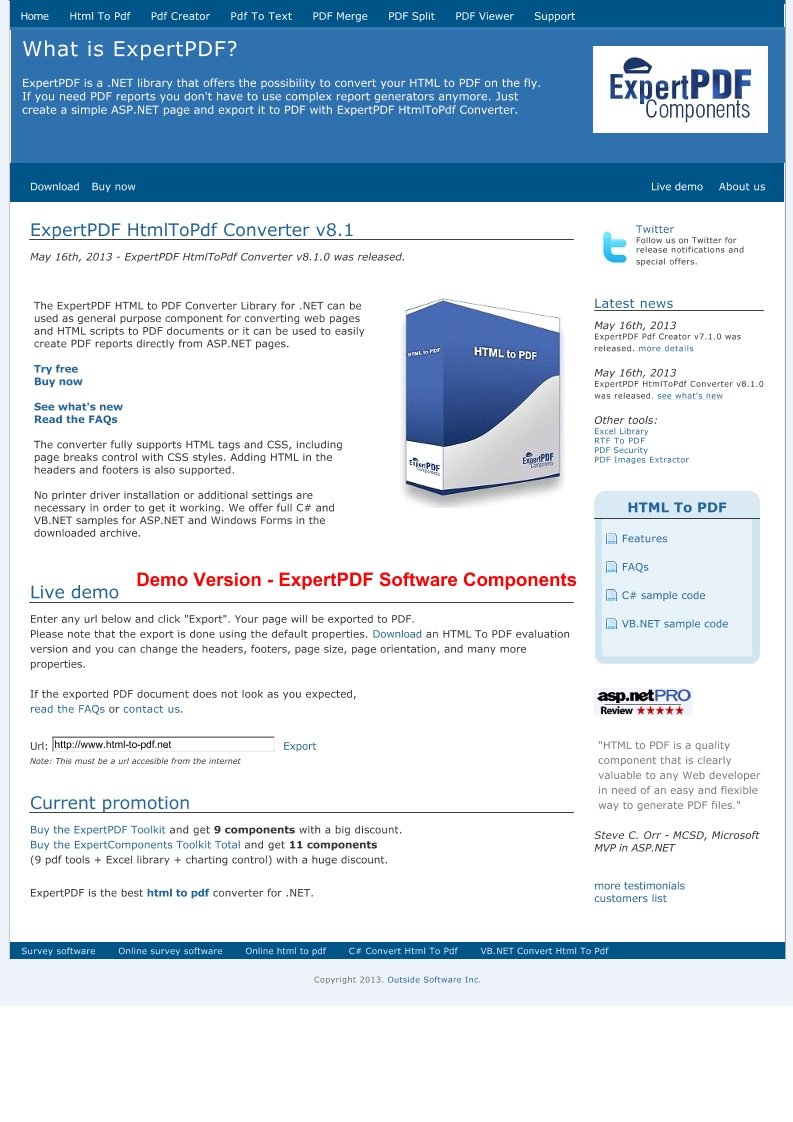 Home Html To Pdf Pdf Creator Pdf To Text PDF Merge PDF Split PDF Viewer Support
What is ExpertPDF?
ExpertPDF is a .NET library that offers the possibility to convert your HTML to PDF on the fly.
If you need PDF reports you don't have to use complex report generators anymore. Just
create a simple ASP.NET page and export it to PDF with ExpertPDF HtmlToPdf Converter.
ExpertPDF
Components
Download Buy now Live demo About us
ExpertPDF HtmlToPdf Converter v8.1
May 16th, 2013 - ExpertPDF HtmlToPdf Converter v8.1.0 was released.
The ExpertPDF HTML to PDF Converter Library for .NET can be
used as general purpose component for converting web pages
and HTML scripts to PDF documents or it can be used to easily
create PDF reports directly from ASP.NET pages.
Try free
Buy now
See what's new
Read the FAQs
The converter fully supports HTML tags and CSS, including
page breaks control with CSS styles. Adding HTML in the
headers and footers is also supported.
No printer driver installation or additional settings are
necessary in order to get it working. We offer full C# and
VB.NET samples for ASP.NET and Windows Forms in the
downloaded archive.
HTML to PDF
HTML to PDF
ExpertPDF
Components
ExpertPDF
Components
Demo Version - ExpertPDF Software Components
Live demo
Enter any url below and click "Export". Your page will be exported to PDF.
Please note that the export is done using the default properties. Download an HTML To PDF evaluation
version and you can change the headers, footers, page size, page orientation, and many more
properties.
If the exported PDF document does not look as you expected,
read the FAQs or contact us.
Url: http://www.html-to-pdf.net Export
Note: This must be a url accesible from the internet
Current promotion
Buy the ExpertPDF Toolkit and get 9 components with a big discount.
Buy the ExpertComponents Toolkit Total and get 11 components
(9 pdf tools + Excel library + charting control) with a huge discount.
ExpertPDF is the best html to pdf converter for .NET.
Twitter
Follow us on Twitter for
release notifications and
special offers.
Latest news
May 16th, 2013
ExpertPDF Pdf Creator v7.1.0 was
released. more details
May 16th, 2013
ExpertPDF HtmlToPdf Converter v8.1.0
was released. see what's new
Other tools:
Excel Library
RTF To PDF
PDF Security
PDF Images Extractor
HTML To PDF
Features
FAQs
C# sample code
VB.NET sample code
asp.netPRO
Review ★★★★★
"HTML to PDF is a quality
component that is clearly
valuable to any Web developer
in need of an easy and flexible
way to generate PDF files."
Steve C. Orr - MCSD, Microsoft
MVP in ASP.NET
more testimonials
customers list
Survey software Online survey software Online html to pdf C# Convert Html To Pdf VB.NET Convert Html To Pdf
Copyright 2013. Outside Software Inc.